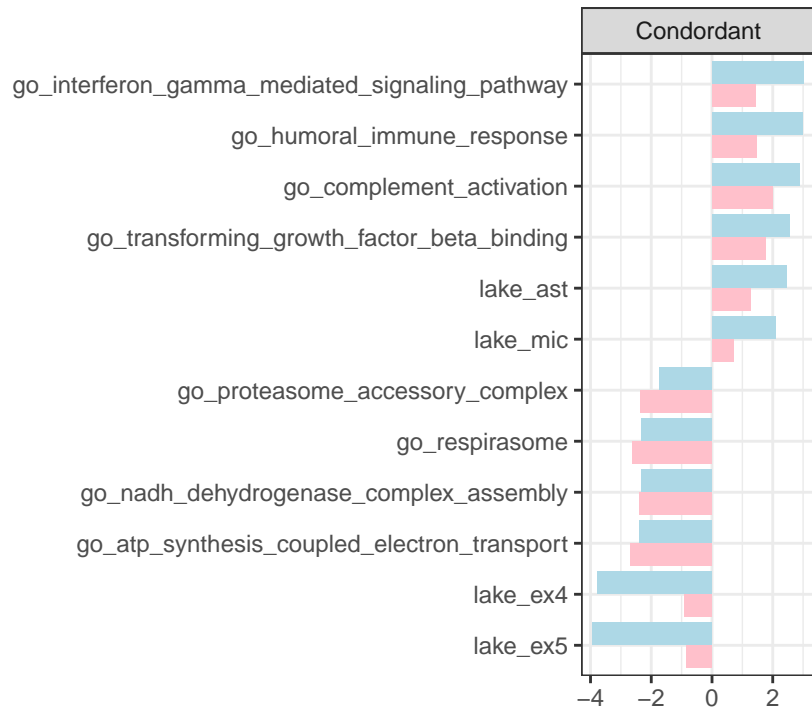 Condordant
go_interferon_gamma_mediated_signaling_pathway
go_humoral_immune_response
go_complement_activation
go_transforming_growth_factor_beta_binding
lake_ast
lake_mic
go_proteasome_accessory_complex
go_respirasome
go_nadh_dehydrogenase_complex_assembly
go_atp_synthesis_coupled_electron_transport
lake_ex4
lake_ex5
−4 −2 0 2